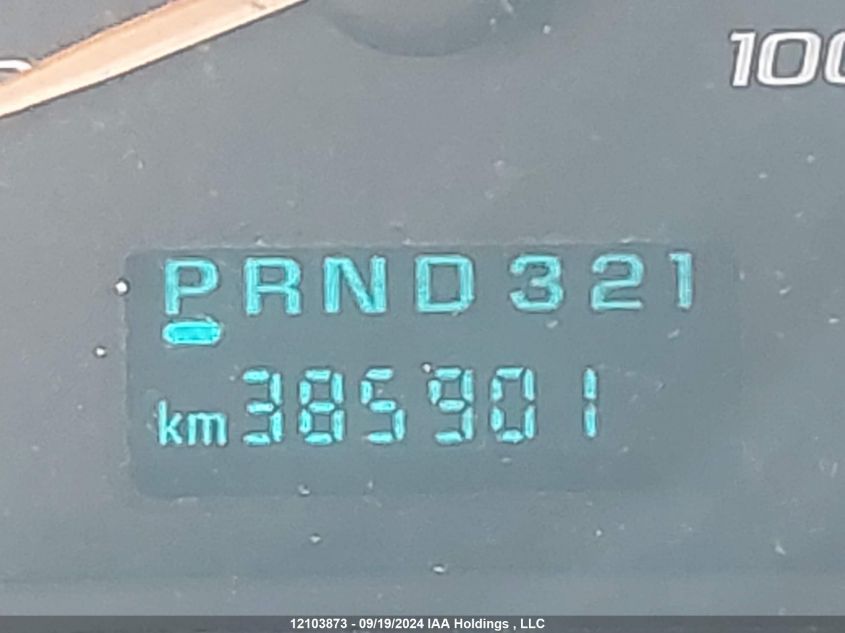 100
PRND321
km385901
12103873 - 09/19/2024 IAA Holdings , LLC